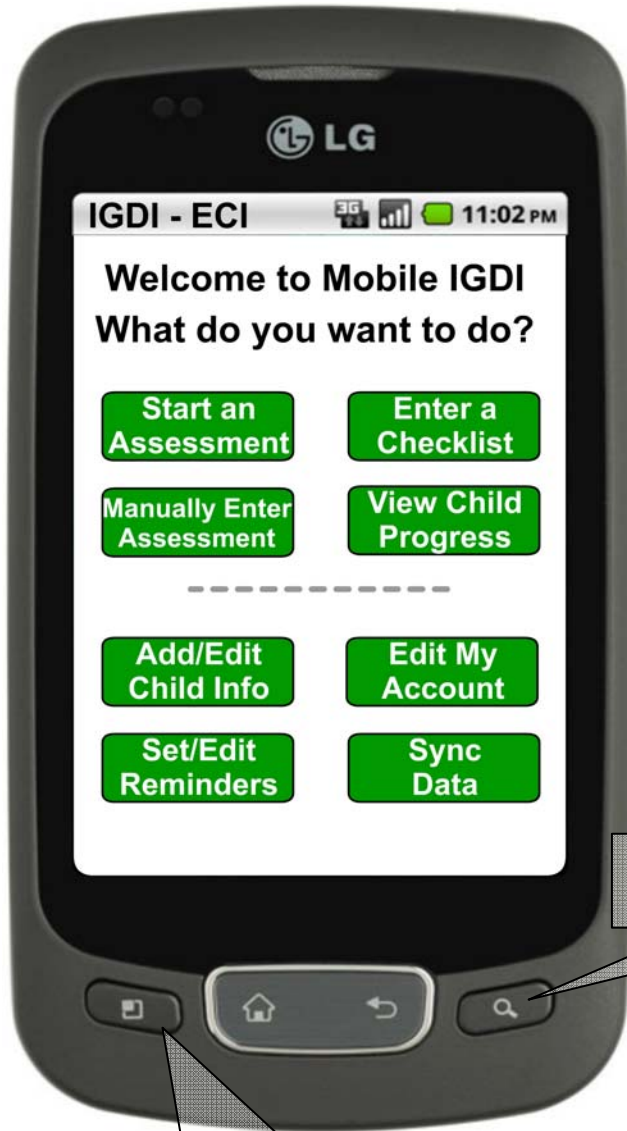 LG
IGDI - ECI 3G 11:02 PM
Welcome to Mobile IGDI
What do you want to do?
Start an
Assessment
Enter a
Checklist
Manually Enter
Assessment
View Child
Progress
Add/Edit
Child Info
Edit My
Account
Set/Edit
Reminders
Sync
Data